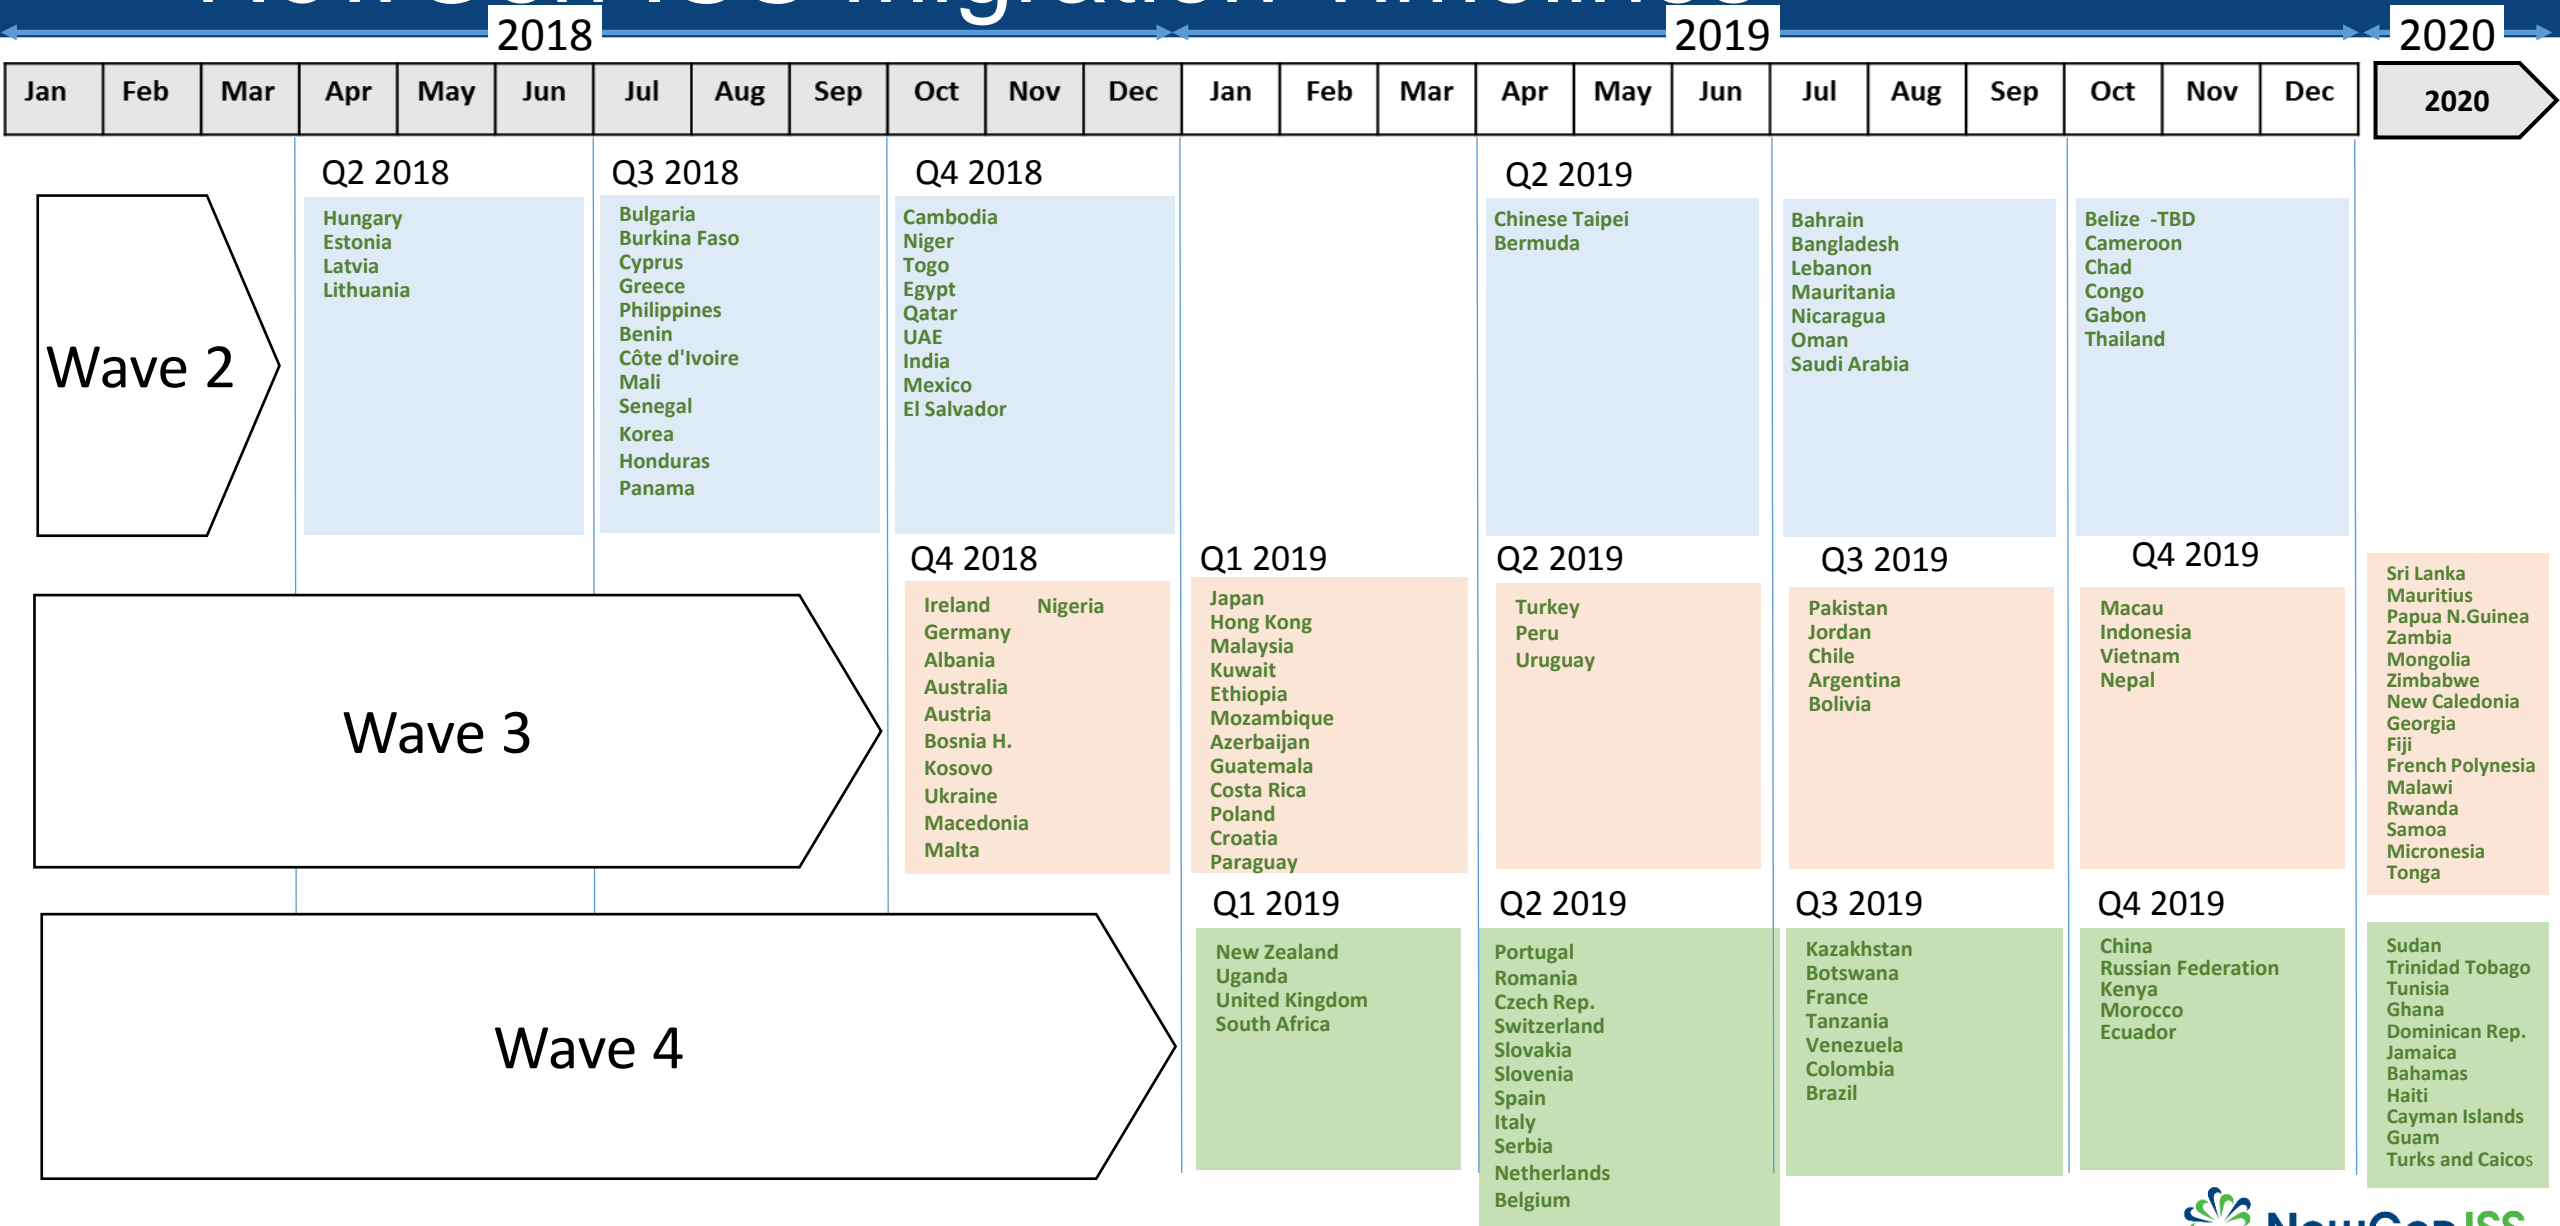 NewGen ISS Migration Timelines
2018
2019
2020
Jan Feb Mar Apr May Jun Jul Aug Sep Oct Nov Dec Jan Feb Mar Apr May Jun Jul Aug Sep Oct Nov Dec 2020
Wave 2
Q2 2018
Hungary
Estonia
Latvia
Lithuania
Q3 2018
Bulgaria
Burkina Faso
Cyprus
Greece
Philippines
Benin
Côte d'Ivoire
Mali
Senegal
Korea
Honduras
Panama
Q4 2018
Cambodia
Niger
Togo
Egypt
Qatar
UAE
India
Mexico
El Salvador
Q2 2019
Chinese Taipei
Bermuda
Bahrain
Bangladesh
Lebanon
Mauritania
Nicaragua
Oman
Saudi Arabia
Belize -TBD
Cameroon
Chad
Congo
Gabon
Thailand
Wave 3
Q4 2018
Ireland Nigeria
Germany
Albania
Australia
Austria
Bosnia H.
Kosovo
Ukraine
Macedonia
Malta
Q1 2019
Japan
Hong Kong
Malaysia
Kuwait
Ethiopia
Mozambique
Azerbaijan
Guatemala
Costa Rica
Poland
Croatia
Paraguay
Q2 2019
Turkey
Peru
Uruguay
Q3 2019
Pakistan
Jordan
Chile
Argentina
Bolivia
Q4 2019
Macau
Indonesia
Vietnam
Nepal
Sri Lanka
Mauritius
Papua N.Guinea
Zambia
Mongolia
Zimbabwe
New Caledonia
Georgia
Fiji
French Polynesia
Malawi
Rwanda
Samoa
Micronesia
Tonga
Wave 4
Q1 2019
New Zealand
Uganda
United Kingdom
South Africa
Q2 2019
Portugal
Romania
Czech Rep.
Switzerland
Slovakia
Slovenia
Spain
Italy
Serbia
Netherlands
Belgium
Q3 2019
Kazakhstan
Botswana
France
Tanzania
Venezuela
Colombia
Brazil
Q4 2019
China
Russian Federation
Kenya
Morocco
Ecuador
Sudan
Trinidad Tobago
Tunisia
Ghana
Dominican Rep.
Jamaica
Bahamas
Haiti
Cayman Islands
Guam
Turks and Caicos
NewGen ISS